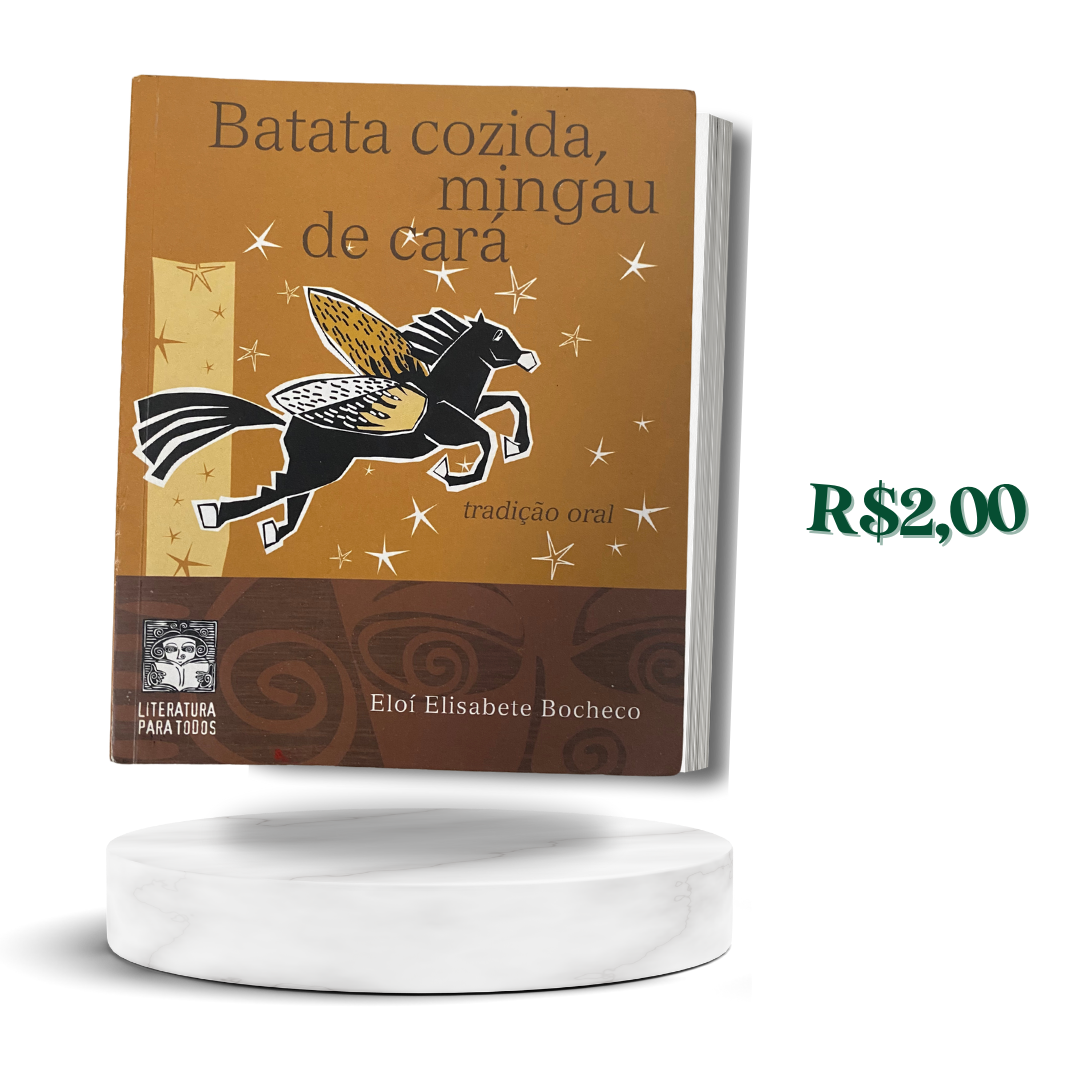 Batata cozida,
mingau
de cará
tradição oral
Eloí Elisabete Bocheco
LITERATURA
PARA TODOS
R$2,00